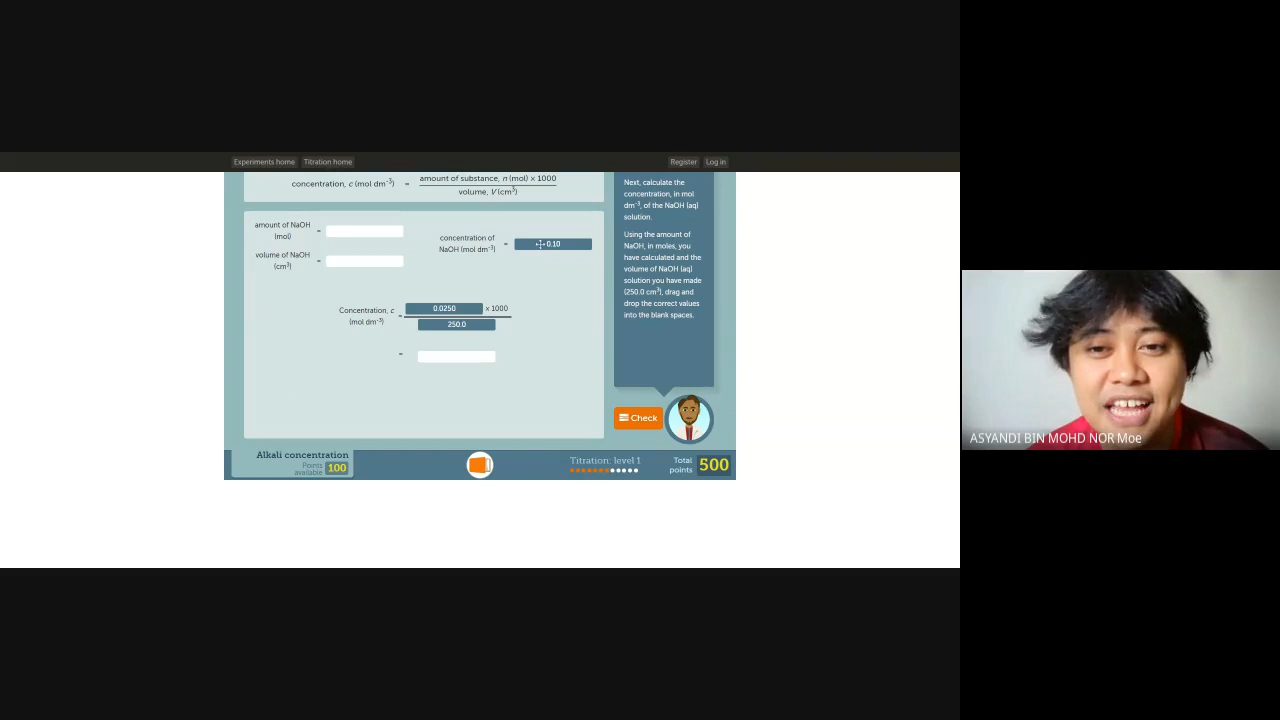 Experiments home
Titration home
Register
Log in
concentration, c (mol dm⁻³) = amount of substance, n (mol) × 1000
volume, V (cm³)
amount of NaOH
(mol) =
volume of NaOH
(cm³) =
concentration of
NaOH (mol dm⁻³) = 0.10
Concentration, c
(mol dm⁻³) =
0.0250 × 1000
250.0
=
Next, calculate the
concentration, in mol
dm⁻³, of the NaOH (aq)
solution.
Using the amount of
NaOH, in moles, you
have calculated and the
volume of NaOH (aq)
solution you have made
(250.0 cm³), drag and
drop the correct values
into the blank spaces.
Check
Alkali concentration
Points
available 100
Titration: level 1
Total
points 500
ASYANDI BIN MOHD NOR Moe